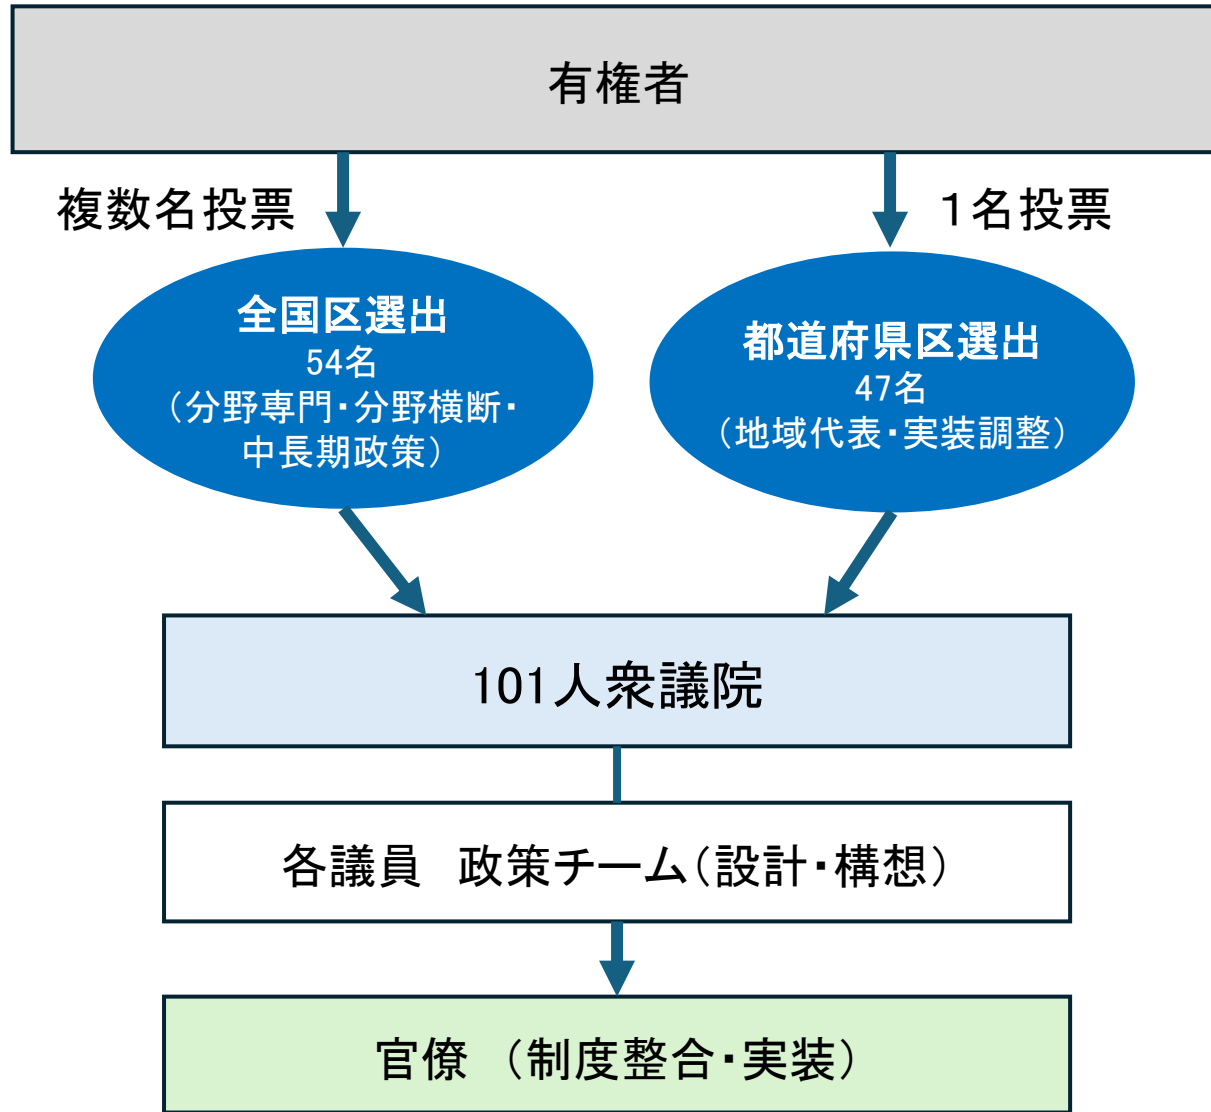 有権者
複数名投票
１名投票
全国区選出
54名
（分野専門・分野横断・
中長期政策）
都道府県区選出
47名
（地域代表・実装調整）
101人衆議院
各議員　政策チーム（設計・構想）
官僚　（制度整合・実装）